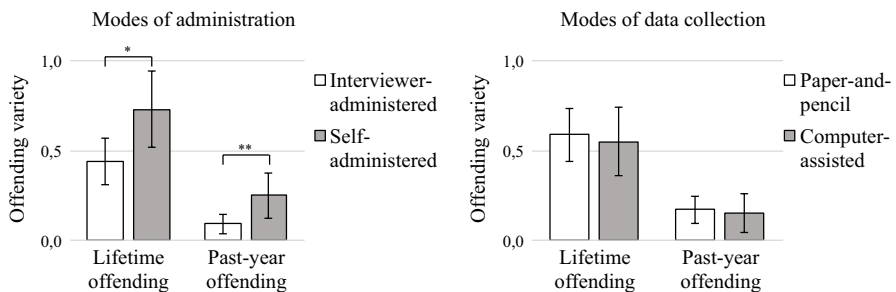 Modes of administration
Offending variety
1,0
0,5
0,0
*
**
Interviewer-
administered
Self-
administered
Lifetime
offending
Past-year
offending
Modes of data collection
Offending variety
1,0
0,5
0,0
Paper-and-
pencil
Computer-
assisted
Lifetime
offending
Past-year
offending